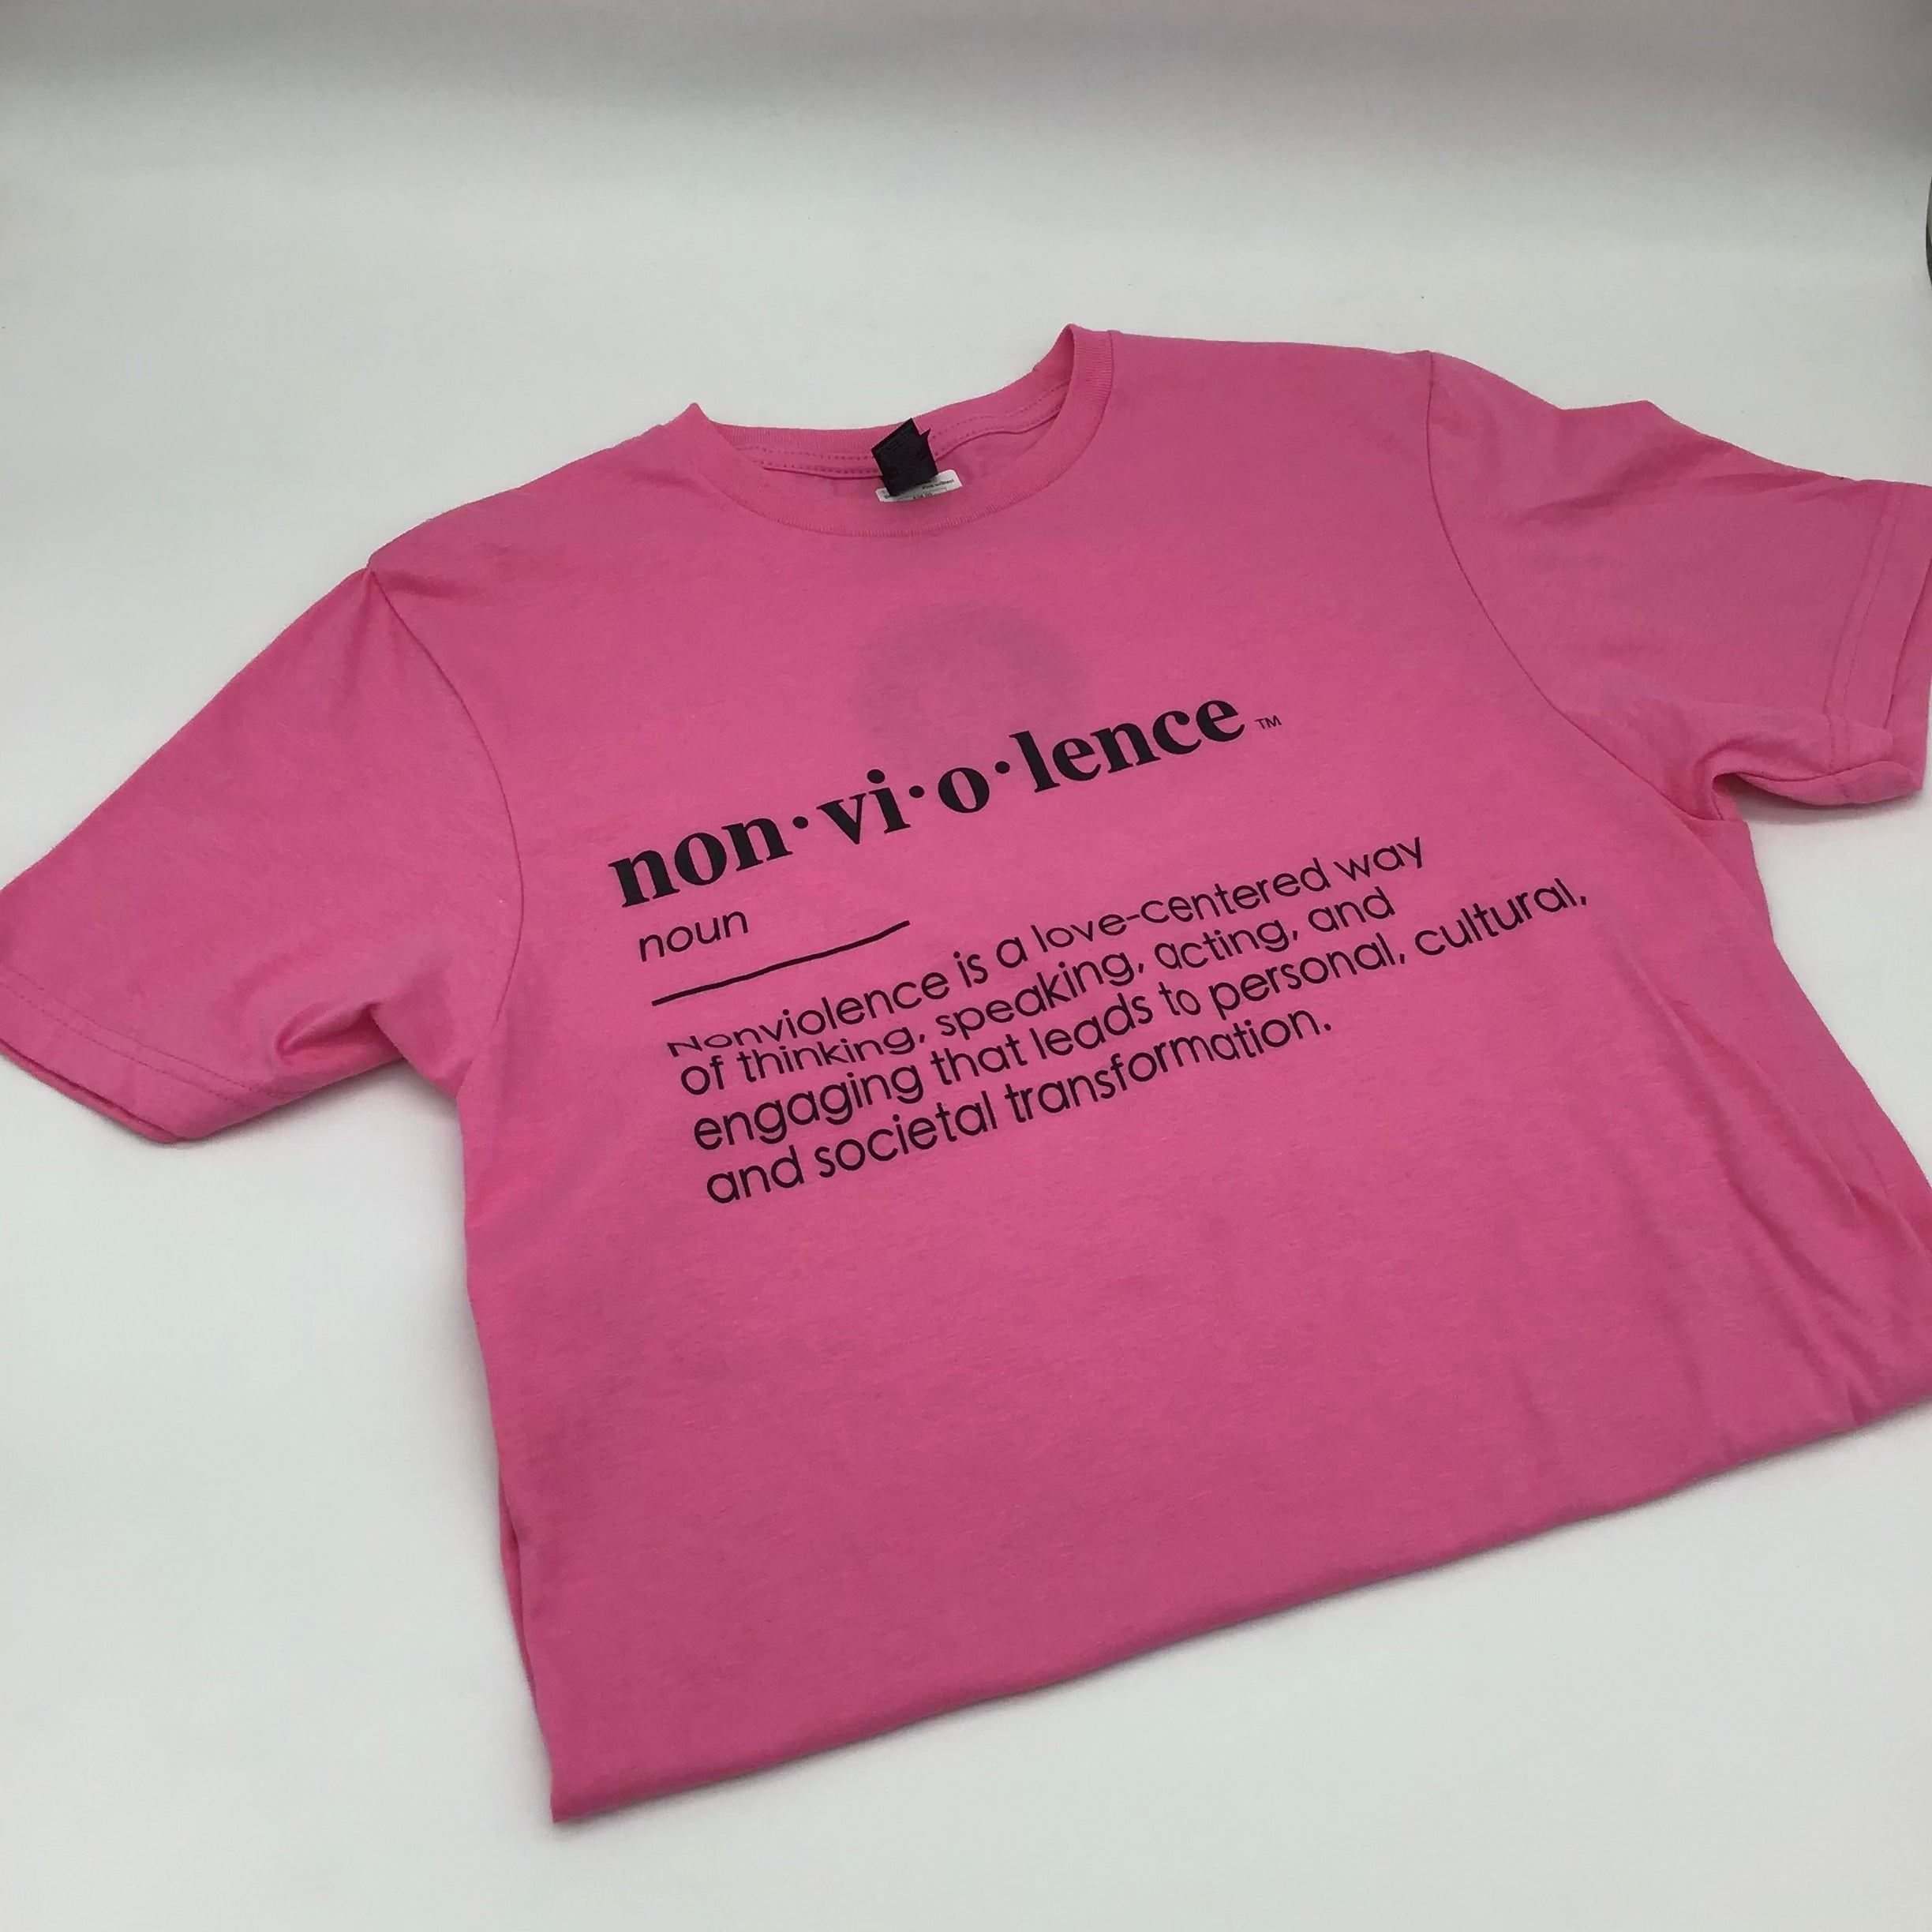 non·vi·o·lence™
noun
Nonviolence is a love-centered way
of thinking, speaking, acting, and
engaging that leads to personal, cultural,
and societal transformation.